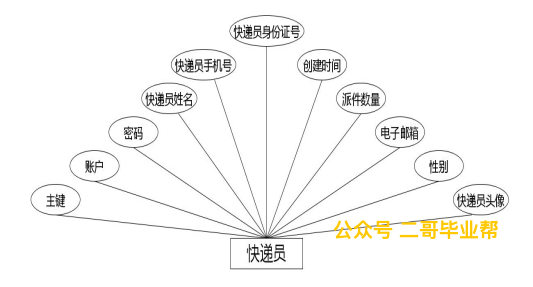 快递员身份证号
快递员手机号
创建时间
快递员姓名
派件数量
密码
电子邮箱
账户
性别
主键
快递员头像
公众号 二哥毕业帮
快递员